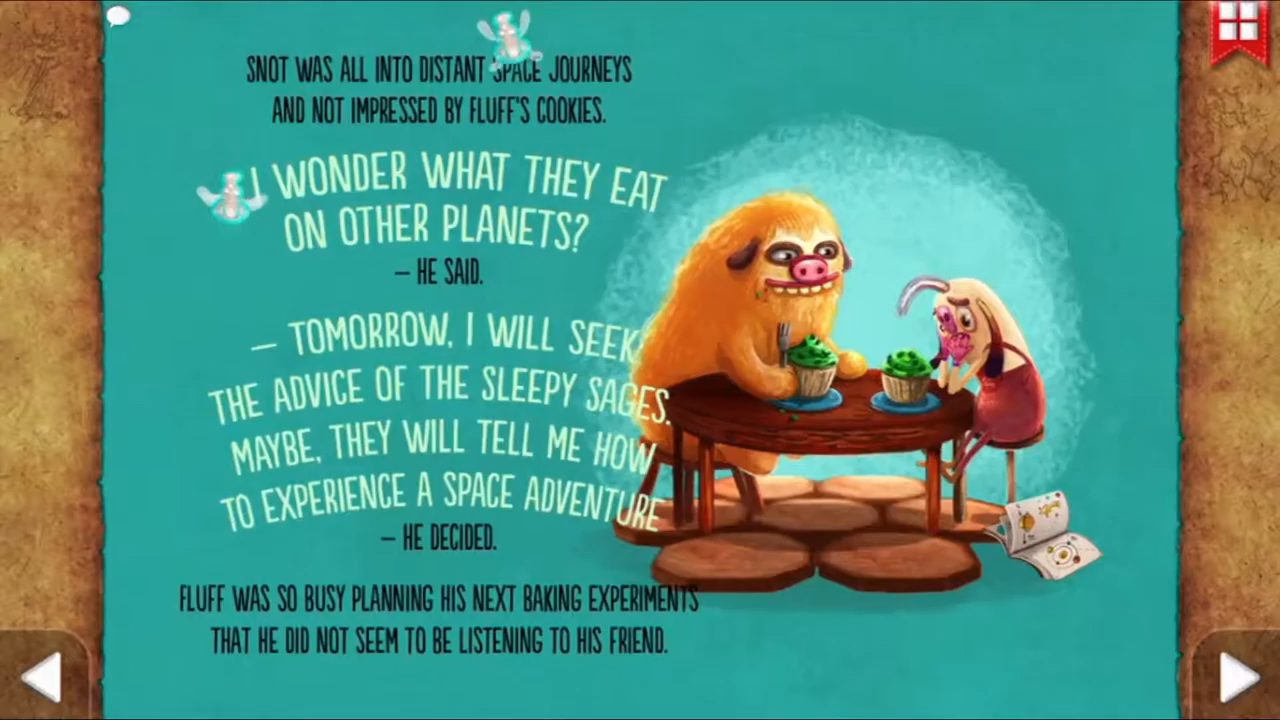 SNOT WAS ALL INTO DISTANT SPACE JOURNEYS
AND NOT IMPRESSED BY FLUFF'S COOKIES.
I WONDER WHAT THEY EAT
ON OTHER PLANETS?
– HE SAID.
– TOMORROW, I WILL SEEK
THE ADVICE OF THE SLEEPY SAGES.
MAYBE, THEY WILL TELL ME HOW
TO EXPERIENCE A SPACE ADVENTURE
– HE DECIDED.
FLUFF WAS SO BUSY PLANNING HIS NEXT BAKING EXPERIMENTS
THAT HE DID NOT SEEM TO BE LISTENING TO HIS FRIEND.